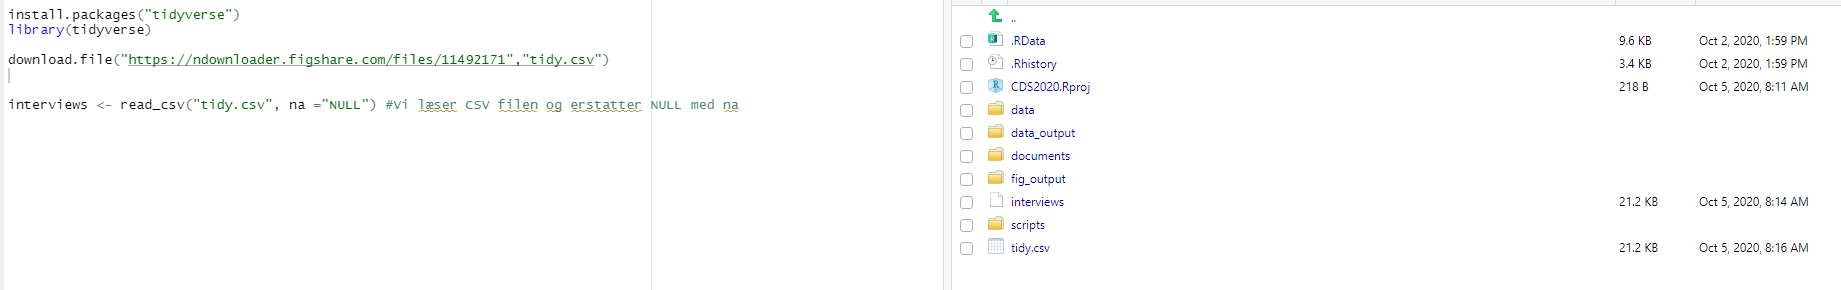 install.packages("tidyverse")
library(tidyverse)
download.file("https://ndownloader.figshare.com/files/11492171","tidy.csv")
interviews <- read_csv("tidy.csv", na ="NULL") #Vi læser CSV filen og erstatter NULL med na
..
.RData 9.6 KB Oct 2, 2020, 1:59 PM
.Rhistory 3.4 KB Oct 2, 2020, 1:59 PM
CDS2020.Rproj 218 B Oct 5, 2020, 8:11 AM
data
data_output
documents
fig_output
interviews 21.2 KB Oct 5, 2020, 8:14 AM
scripts
tidy.csv 21.2 KB Oct 5, 2020, 8:16 AM